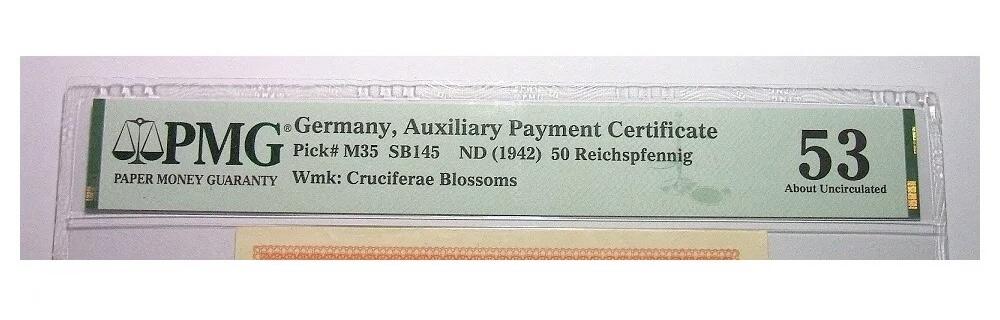 PMG®
PAPER MONEY GUARANTY
Germany, Auxiliary Payment Certificate
Pick# M35 SB145 ND (1942) 50 Reichspfennig
Wmk: Cruciferae Blossoms
53
About Uncirculated